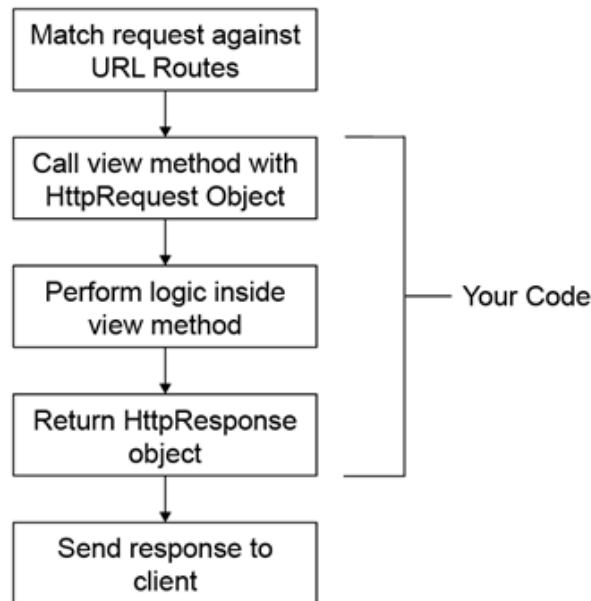 Match request against
URL Routes
Call view method with
HttpRequest Object
Perform logic inside
view method
Your Code
Return HttpResponse
object
Send response to
client